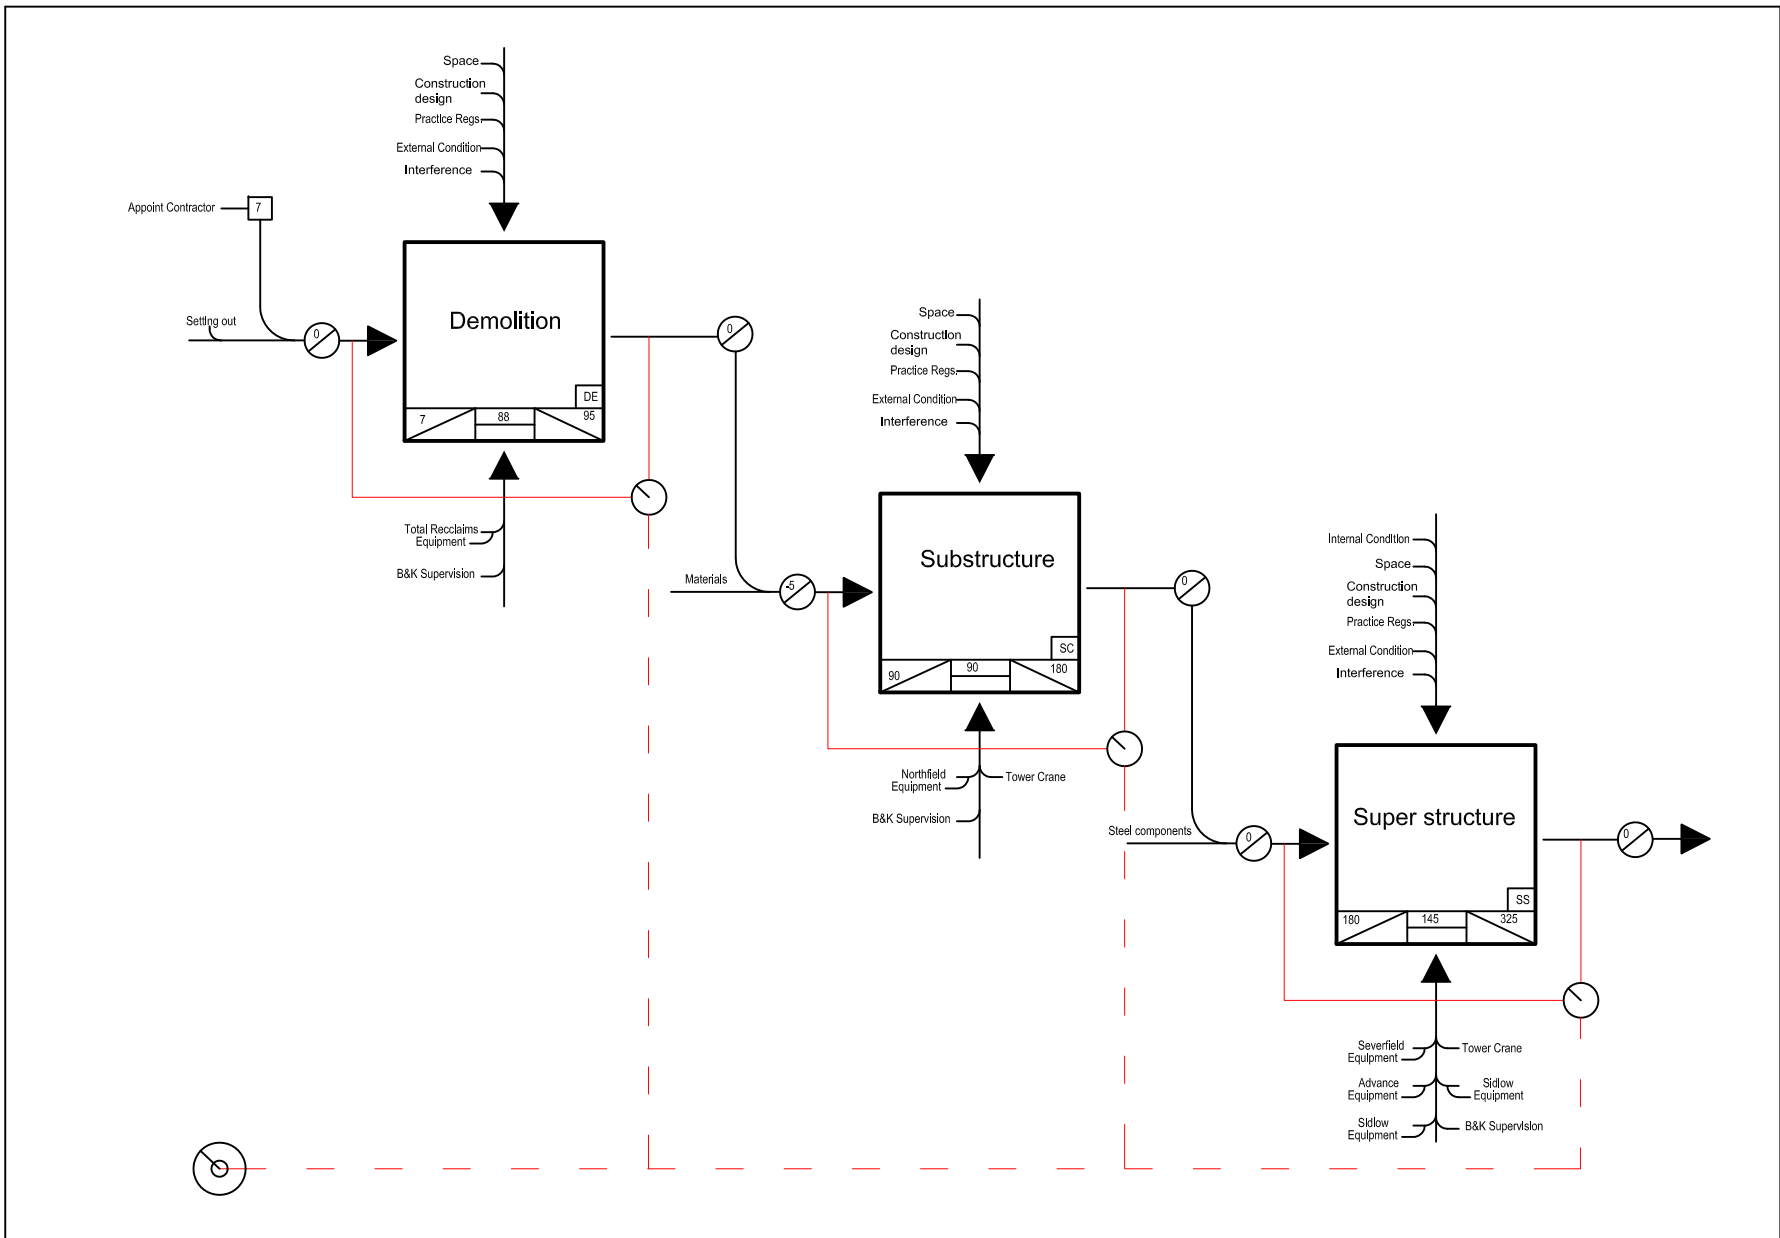 Space
Construction
design
Practice Regs.
External Condition
Interference
Appoint Contractor
7
Setting out
0
Demolition
DE
7
88
95
0
Total Recclaims
Equipment
B&K Supervision
Space
Construction
design
Practice Regs.
External Condition
Interference
Materials
-5
Substructure
SC
90
90
180
0
Northfield
Equipment
Tower Crane
B&K Supervision
Internal Condition
Space
Construction
design
Practice Regs.
External Condition
Interference
Steel components
0
Super structure
SS
180
145
325
0
Severfield
Equipment
Tower Crane
Advance
Equipment
Sidlow
Equipment
Sidlow
Equipment
B&K Supervision